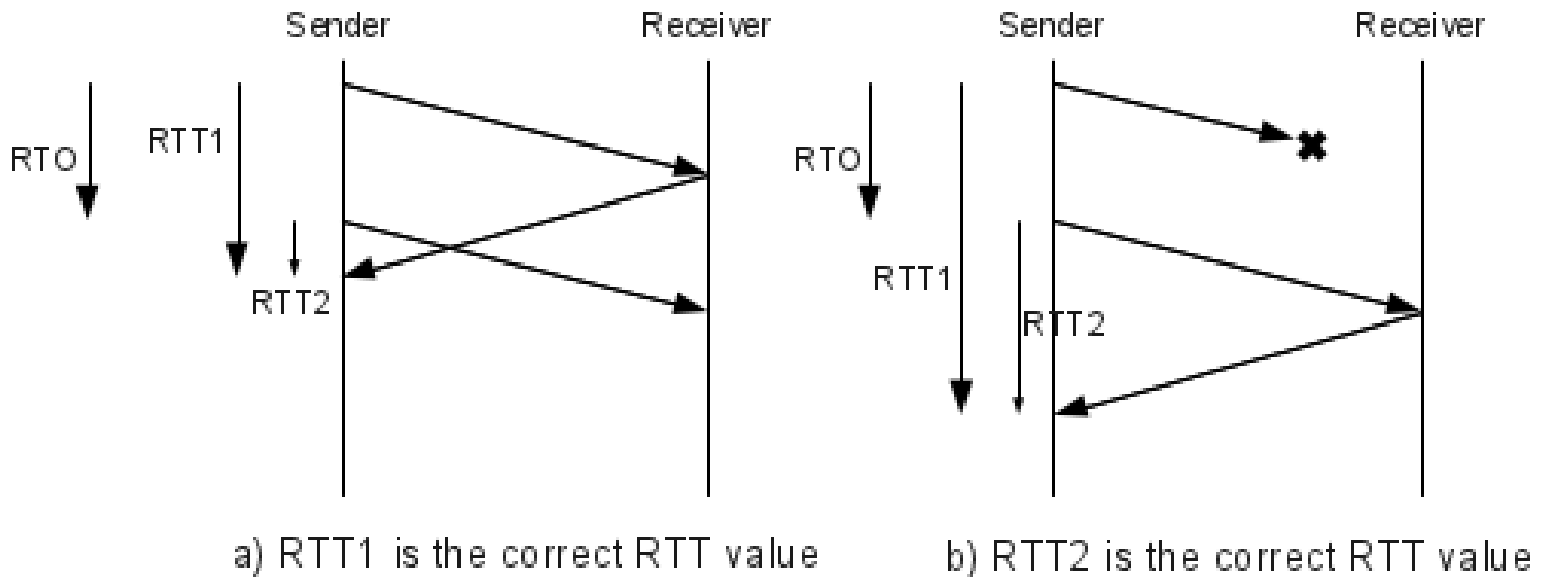 Sender Receiver Sender Receiver
RTT1
RTO RTO
RTT1
RTT2
RTT2
a) RTT1 is the correct RTT value b) RTT2 is the correct RTT value